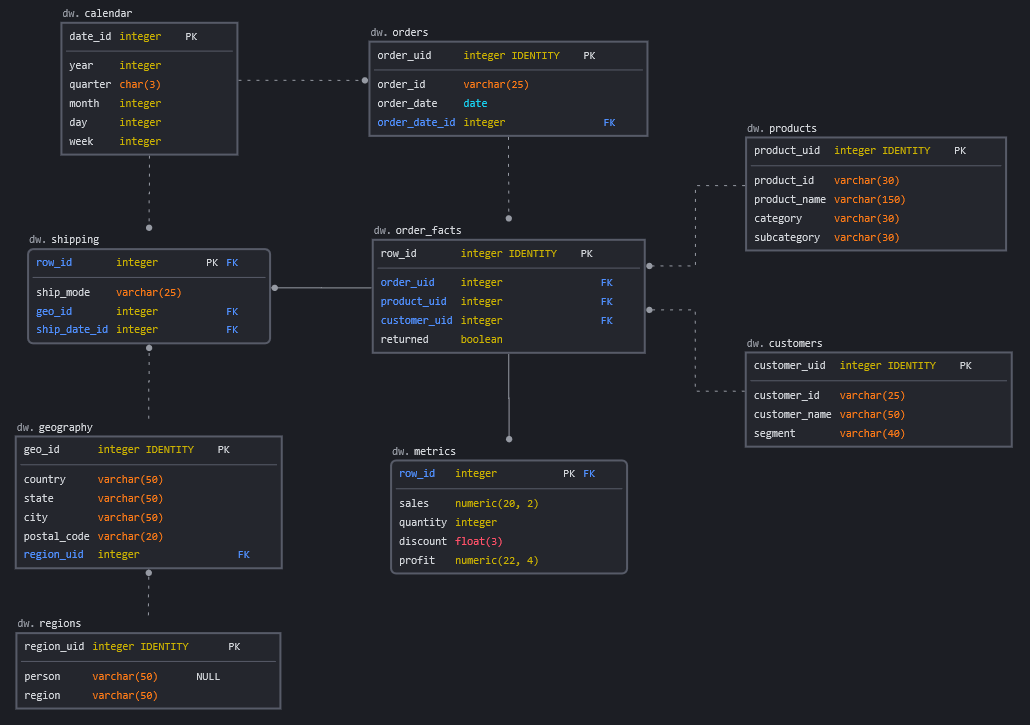 dw. calendar
date_id integer PK
year integer
quarter char(3)
month integer
day integer
week integer
dw. orders
order_uid integer IDENTITY PK
order_id varchar(25)
order_date date
order_date_id integer FK
dw. products
product_uid integer IDENTITY PK
product_id varchar(30)
product_name varchar(150)
category varchar(30)
subcategory varchar(30)
dw. shipping
row_id integer PK FK
ship_mode varchar(25)
geo_id integer FK
ship_date_id integer FK
dw. order_facts
row_id integer IDENTITY PK
order_uid integer FK
product_uid integer FK
customer_uid integer FK
returned boolean
dw. customers
customer_uid integer IDENTITY PK
customer_id varchar(25)
customer_name varchar(50)
segment varchar(40)
dw. geography
geo_id integer IDENTITY PK
country varchar(50)
state varchar(50)
city varchar(50)
postal_code varchar(20)
region_uid integer FK
dw. metrics
row_id integer PK FK
sales numeric(20, 2)
quantity integer
discount float(3)
profit numeric(22, 4)
dw. regions
region_uid integer IDENTITY PK
person varchar(50) NULL
region varchar(50)